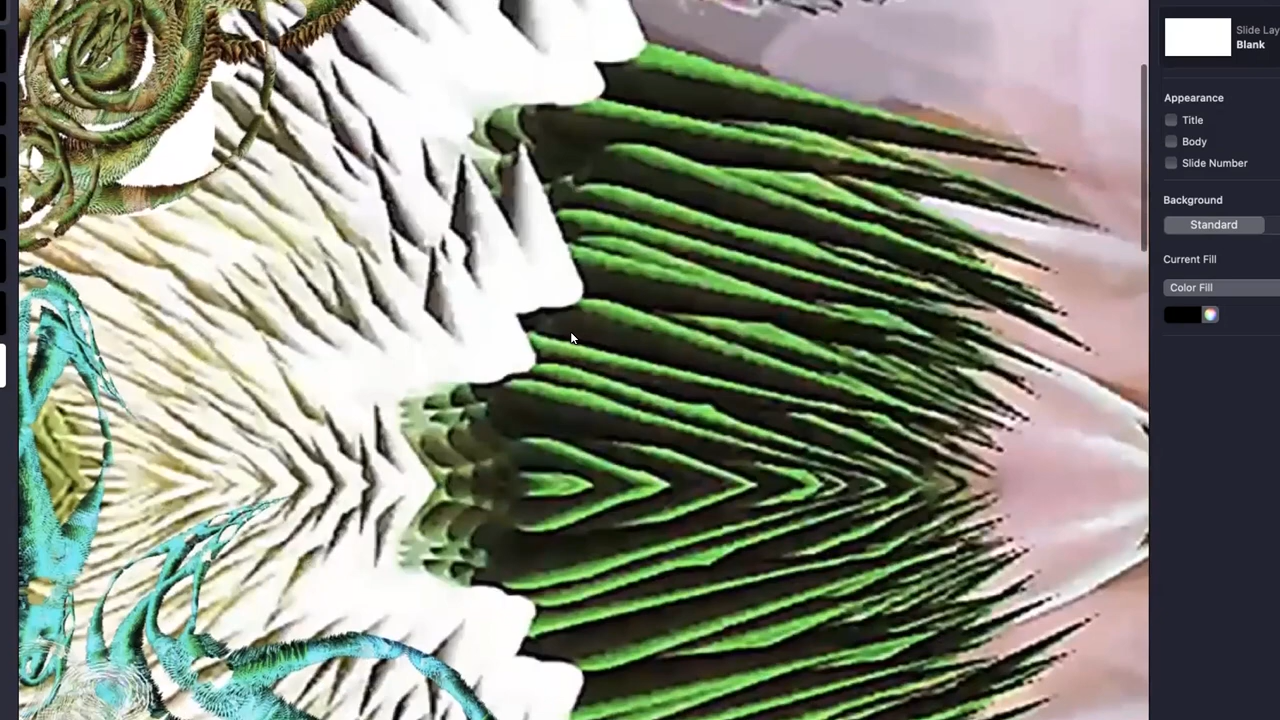 Slide Lay
Blank
Appearance
Title
Body
Slide Number
Background
Standard
Current Fill
Color Fill